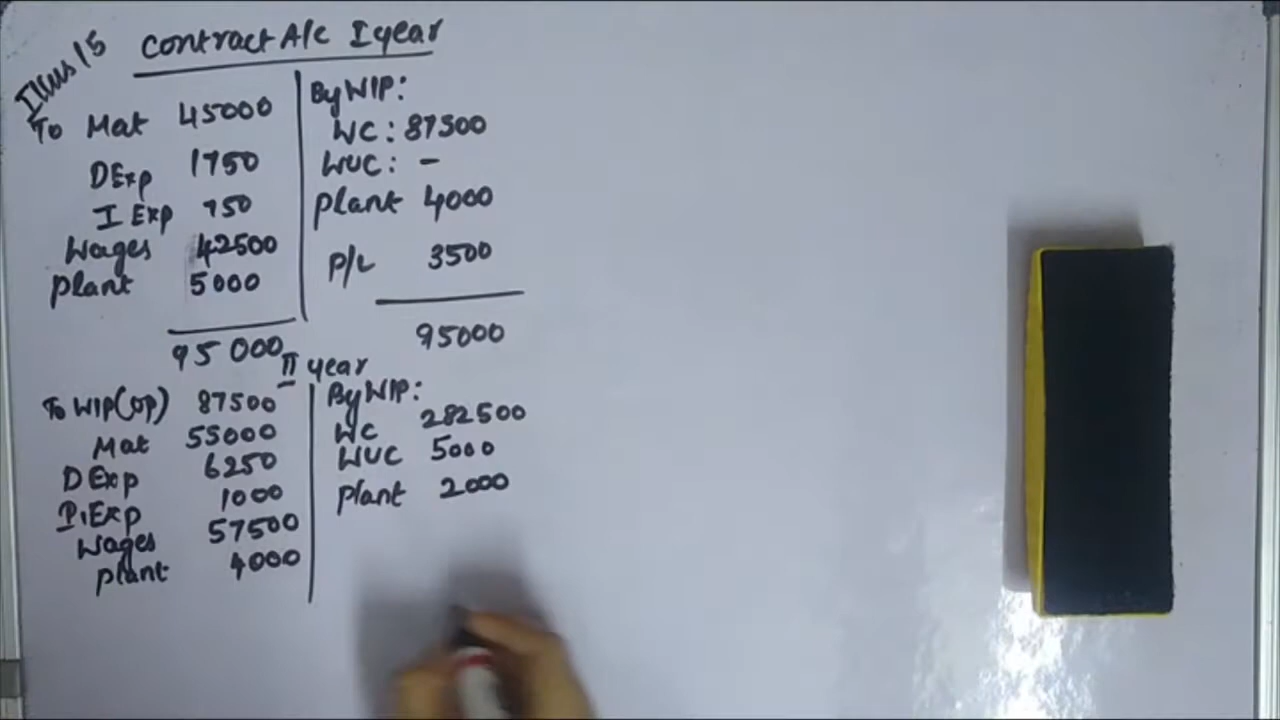 Illus 15
Contract A/c I year
To Mat 45000
D Exp 1750
I Exp 750
Wages 42500
Plant 5000
95000
By WIP:
WC: 87500
WUC: -
Plant 4000
P/L 3500
95000
II year
To WIP(op) 87500
Mat 55000
D Exp 6250
I. Exp 1000
Wages 57500
Plant 4000
By WIP:
WC 282500
WUC 5000
Plant 2000